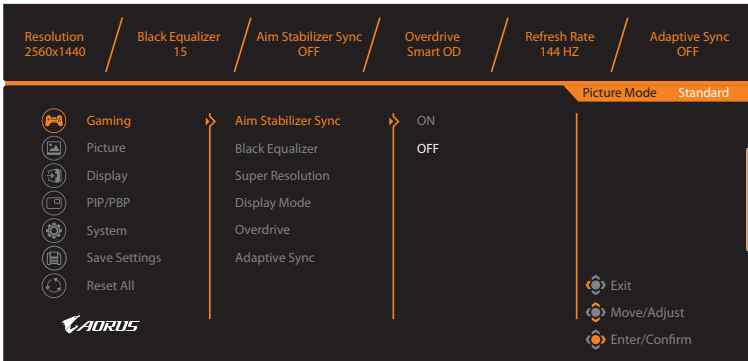 Resolution Black Equalizer Aim Stabilizer Sync Overdrive Refresh Rate Adaptive Sync
2560x1440 15 OFF Smart OD 144 HZ OFF
Picture Mode Standard
Gaming Aim Stabilizer Sync ON
Picture Black Equalizer OFF
Display Super Resolution
PIP/PBP Display Mode
System Overdrive
Save Settings Adaptive Sync
Reset All Exit
AORUS Move/Adjust
Enter/Confirm